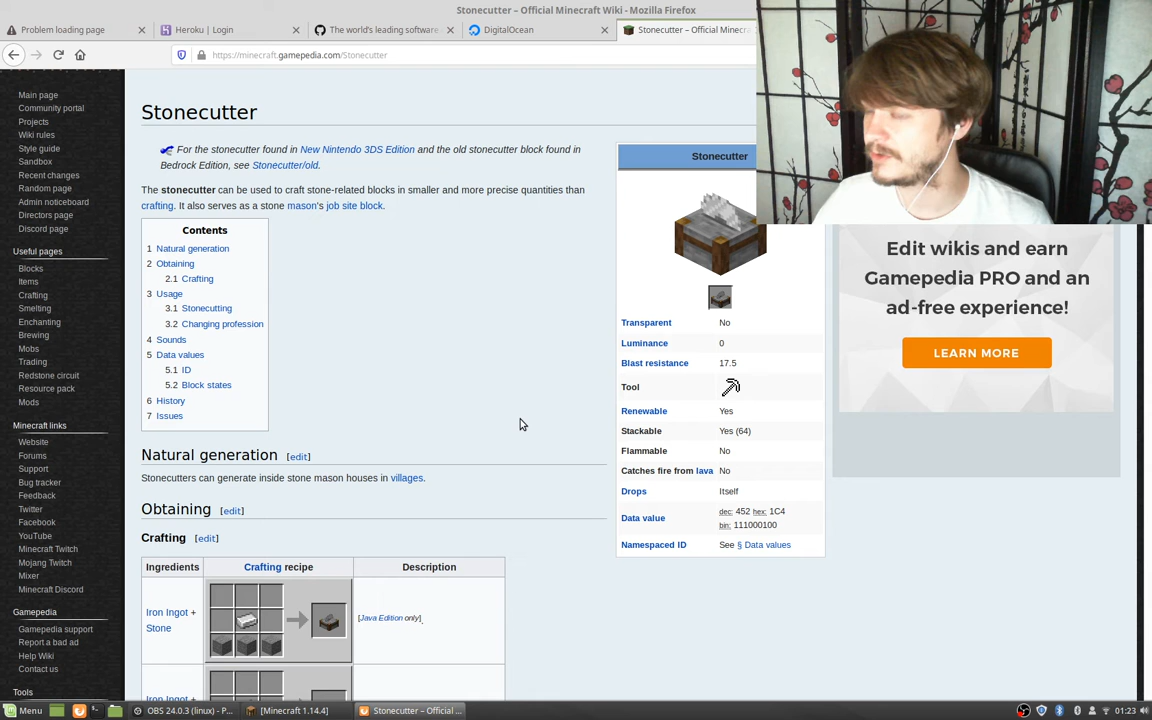 Stonecutter – Official Minecraft Wiki - Mozilla Firefox
Problem loading page
Heroku | Login
The world's leading software
DigitalOcean
Stonecutter – Official Minecr
https://minecraft.gamepedia.com/Stonecutter
Main page
Community portal
Projects
Wiki rules
Style guide
Sandbox
Recent changes
Random page
Admin noticeboard
Directors page
Discord page
Useful pages
Blocks
Items
Crafting
Smelting
Enchanting
Brewing
Mobs
Trading
Redstone circuit
Resource pack
Mods
Minecraft links
Website
Forums
Support
Bug tracker
Feedback
Twitter
Facebook
YouTube
Minecraft Twitch
Mojang Twitch
Mixer
Minecraft Discord
Gamepedia
Gamepedia support
Report a bad ad
Help Wiki
Contact us
Tools
Stonecutter
For the stonecutter found in New Nintendo 3DS Edition and the old stonecutter block found in
Bedrock Edition, see Stonecutter/old.
The stonecutter can be used to craft stone-related blocks in smaller and more precise quantities than
crafting. It also serves as a stone mason's job site block.
Contents
1 Natural generation
2 Obtaining
2.1 Crafting
3 Usage
3.1 Stonecutting
3.2 Changing profession
4 Sounds
5 Data values
5.1 ID
5.2 Block states
6 History
7 Issues
Natural generation [edit]
Stonecutters can generate inside stone mason houses in villages.
Obtaining [edit]
Crafting [edit]
Ingredients Crafting recipe Description
Iron Ingot +
Stone
[Java Edition only]
Iron Ingot +
Stonecutter
Transparent No
Luminance 0
Blast resistance 17.5
Tool
Renewable Yes
Stackable Yes (64)
Flammable No
Catches fire from lava No
Drops Itself
Data value dec: 452 hex: 1C4
bin: 111000100
Namespaced ID See § Data values
Edit wikis and earn
Gamepedia PRO and an
ad-free experience!
LEARN MORE
Menu
OBS 24.0.3 (linux) - P...
[Minecraft 1.14.4]
Stonecutter – Official ...
01:23